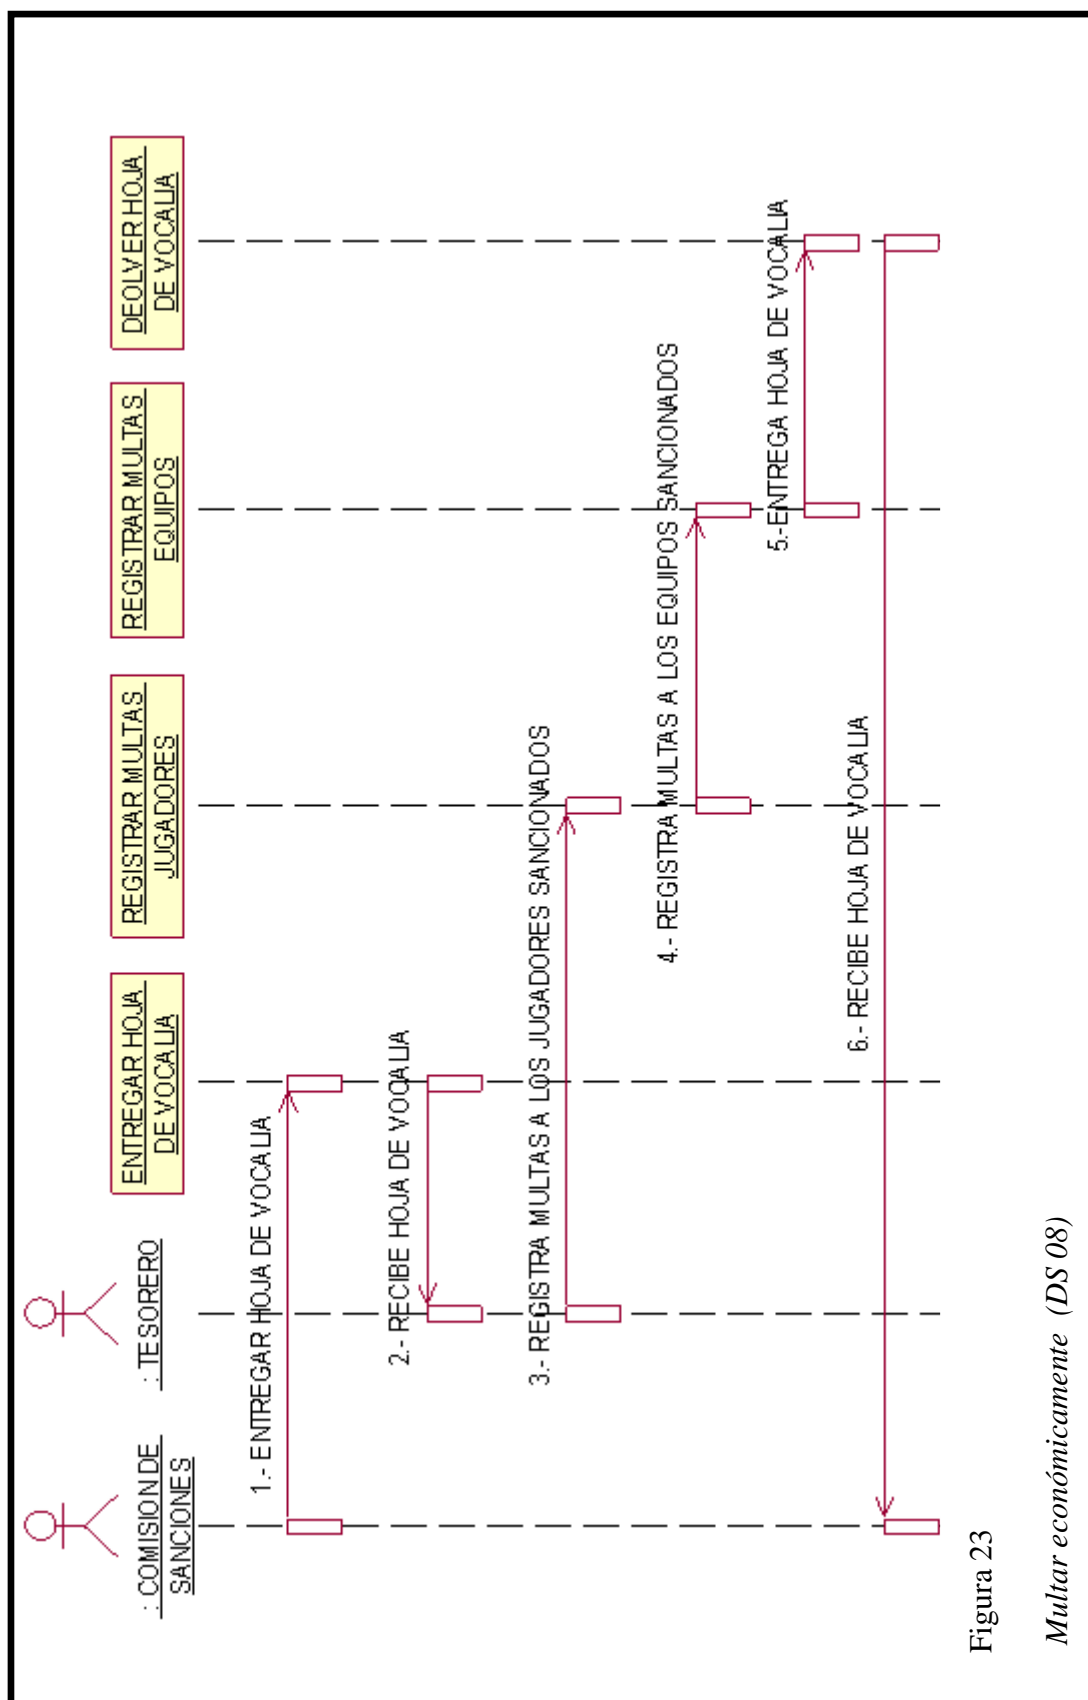 : COMISION DE
SANCIONES
: TESORERO
ENTREGAR HOJA
DE VOCALIA
REGISTRAR MULTAS
JUGADORES
REGISTRAR MULTAS
EQUIPOS
DEOLVER HOJA
DE VOCALIA
1.- ENTREGAR HOJA DE VOCALIA
2.- RECIBE HOJA DE VOCALIA
3.- REGISTRA MULTAS A LOS JUGADORES SANCIONADOS
4.- REGISTRA MULTAS A LOS EQUIPOS SANCIONADOS
5.-ENTREGA HOJA DE VOCALIA
6.- RECIBE HOJA DE VOCALIA
Figura 23
Multar económicamente (DS 08)